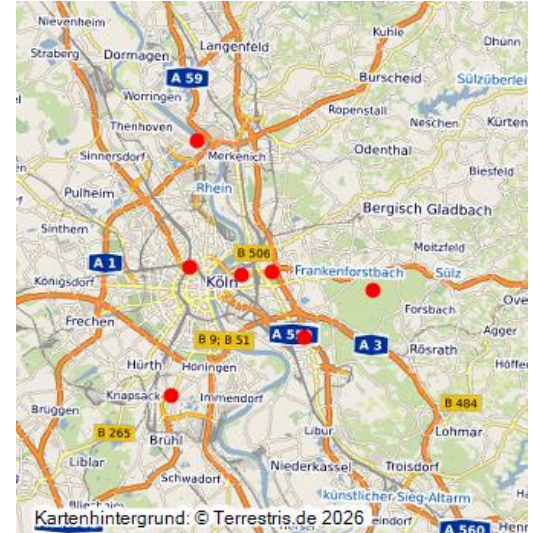 Nievenheim
Kuhle
Straberg
Dhünn
Langenfeld
Dormagen
A 59
Burscheid
Worringen
Ropenstall
Thenhoven
Neschen
Kürten
Odenthal
Sinnersdorf
Merkenich
Biesfeld
Rhein
Pulheim
Bergisch Gladbach
Sinthern
Moitzfeld
B 506
A 1
Frankenforstbach
Sülz
Königsdorf
Köln
Forsbach
Frechen
Agger
B 9; B 51
A 3
Rösrath
Hürth
Höningen
Knapsack
Immendorf
B 484
Brüggen
B 265
Libur
Lohmar
Brühl
Liblar
Niederkassel
Troisdorf
Schwadorf
künstlicher Sieg-Altarm
Kartenhintergrund: © Terrestris.de 2026
A 560